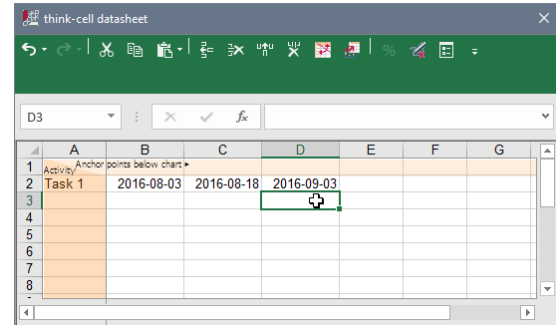 think-cell datasheet
%
D3 fx
A B C D E F G
1 Activity Anchor points below chart ▸
2 Task 1 2016-08-03 2016-08-18 2016-09-03
3
4
5
6
7
8